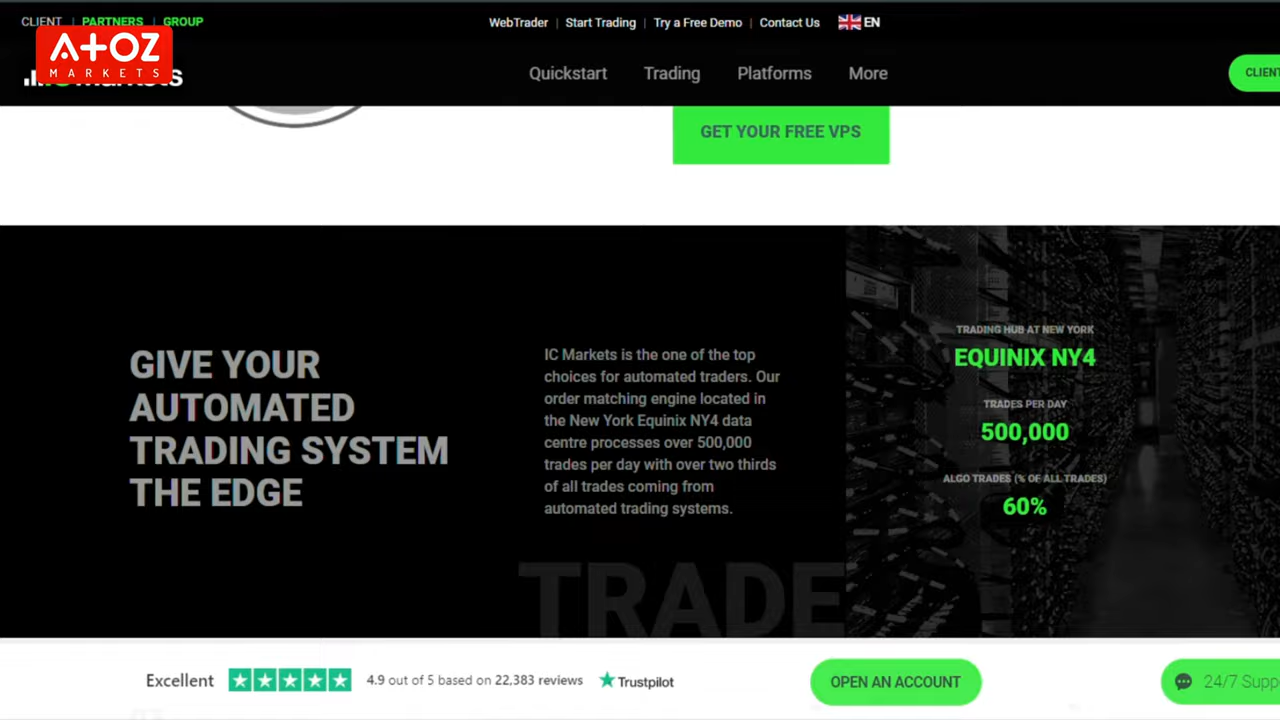 CLIENT | PARTNERS | GROUP
WebTrader | Start Trading | Try a Free Demo | Contact Us EN
A+OZ
MARKETS
Quickstart Trading Platforms More
CLIENT
GET YOUR FREE VPS
GIVE YOUR
AUTOMATED
TRADING SYSTEM
THE EDGE
IC Markets is the one of the top
choices for automated traders. Our
order matching engine located in
the New York Equinix NY4 data
centre processes over 500,000
trades per day with over two thirds
of all trades coming from
automated trading systems.
TRADING HUB AT NEW YORK
EQUINIX NY4
TRADES PER DAY
500,000
ALGO TRADES (% OF ALL TRADES)
60%
TRADE
Excellent 4.9 out of 5 based on 22,383 reviews Trustpilot
OPEN AN ACCOUNT
24/7 Supp